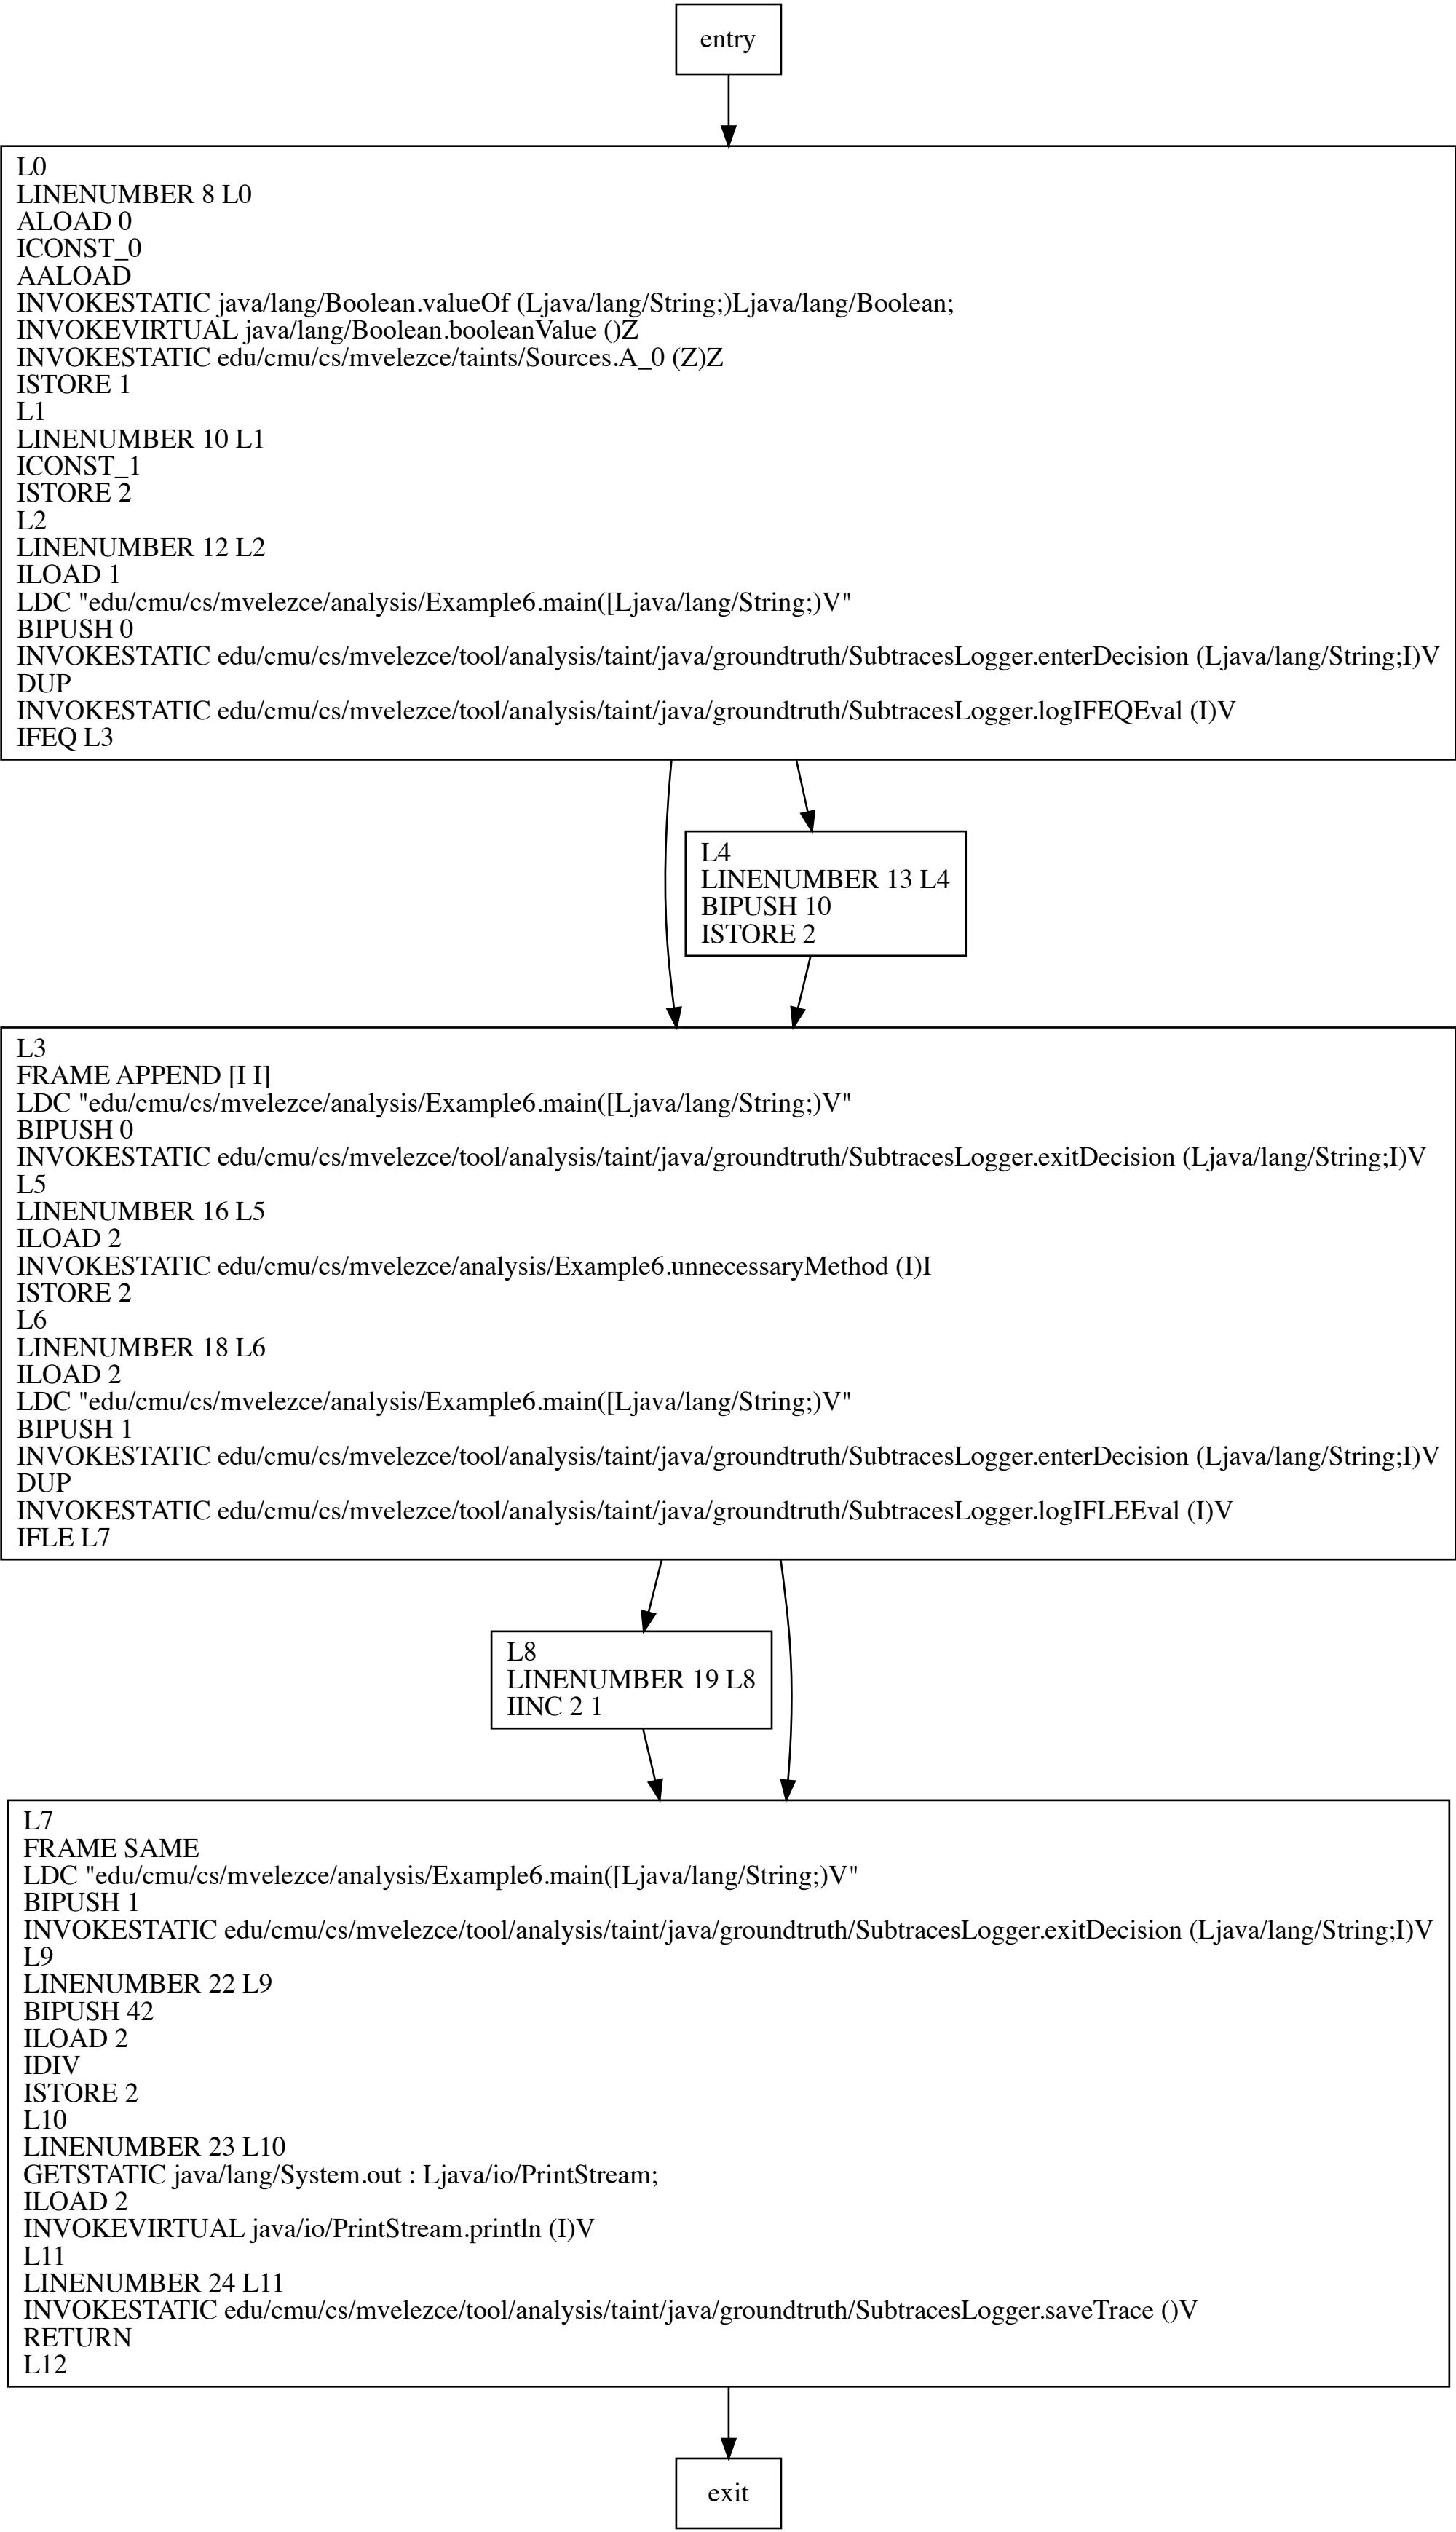 entry
L0
LINENUMBER 8 L0
ALOAD 0
ICONST_0
AALOAD
INVOKESTATIC java/lang/Boolean.valueOf (Ljava/lang/String;)Ljava/lang/Boolean;
INVOKEVIRTUAL java/lang/Boolean.booleanValue ()Z
INVOKESTATIC edu/cmu/cs/mvelezce/taints/Sources.A_0 (Z)Z
ISTORE 1
L1
LINENUMBER 10 L1
ICONST_1
ISTORE 2
L2
LINENUMBER 12 L2
ILOAD 1
LDC "edu/cmu/cs/mvelezce/analysis/Example6.main([Ljava/lang/String;)V"
BIPUSH 0
INVOKESTATIC edu/cmu/cs/mvelezce/tool/analysis/taint/java/groundtruth/SubtracesLogger.enterDecision (Ljava/lang/String;I)V
DUP
INVOKESTATIC edu/cmu/cs/mvelezce/tool/analysis/taint/java/groundtruth/SubtracesLogger.logIFEQEval (I)V
IFEQ L3
L4
LINENUMBER 13 L4
BIPUSH 10
ISTORE 2
L3
FRAME APPEND [I I]
LDC "edu/cmu/cs/mvelezce/analysis/Example6.main([Ljava/lang/String;)V"
BIPUSH 0
INVOKESTATIC edu/cmu/cs/mvelezce/tool/analysis/taint/java/groundtruth/SubtracesLogger.exitDecision (Ljava/lang/String;I)V
L5
LINENUMBER 16 L5
ILOAD 2
INVOKESTATIC edu/cmu/cs/mvelezce/analysis/Example6.unnecessaryMethod (I)I
ISTORE 2
L6
LINENUMBER 18 L6
ILOAD 2
LDC "edu/cmu/cs/mvelezce/analysis/Example6.main([Ljava/lang/String;)V"
BIPUSH 1
INVOKESTATIC edu/cmu/cs/mvelezce/tool/analysis/taint/java/groundtruth/SubtracesLogger.enterDecision (Ljava/lang/String;I)V
DUP
INVOKESTATIC edu/cmu/cs/mvelezce/tool/analysis/taint/java/groundtruth/SubtracesLogger.logIFLEEval (I)V
IFLE L7
L8
LINENUMBER 19 L8
IINC 2 1
L7
FRAME SAME
LDC "edu/cmu/cs/mvelezce/analysis/Example6.main([Ljava/lang/String;)V"
BIPUSH 1
INVOKESTATIC edu/cmu/cs/mvelezce/tool/analysis/taint/java/groundtruth/SubtracesLogger.exitDecision (Ljava/lang/String;I)V
L9
LINENUMBER 22 L9
BIPUSH 42
ILOAD 2
IDIV
ISTORE 2
L10
LINENUMBER 23 L10
GETSTATIC java/lang/System.out : Ljava/io/PrintStream;
ILOAD 2
INVOKEVIRTUAL java/io/PrintStream.println (I)V
L11
LINENUMBER 24 L11
INVOKESTATIC edu/cmu/cs/mvelezce/tool/analysis/taint/java/groundtruth/SubtracesLogger.saveTrace ()V
RETURN
L12
exit